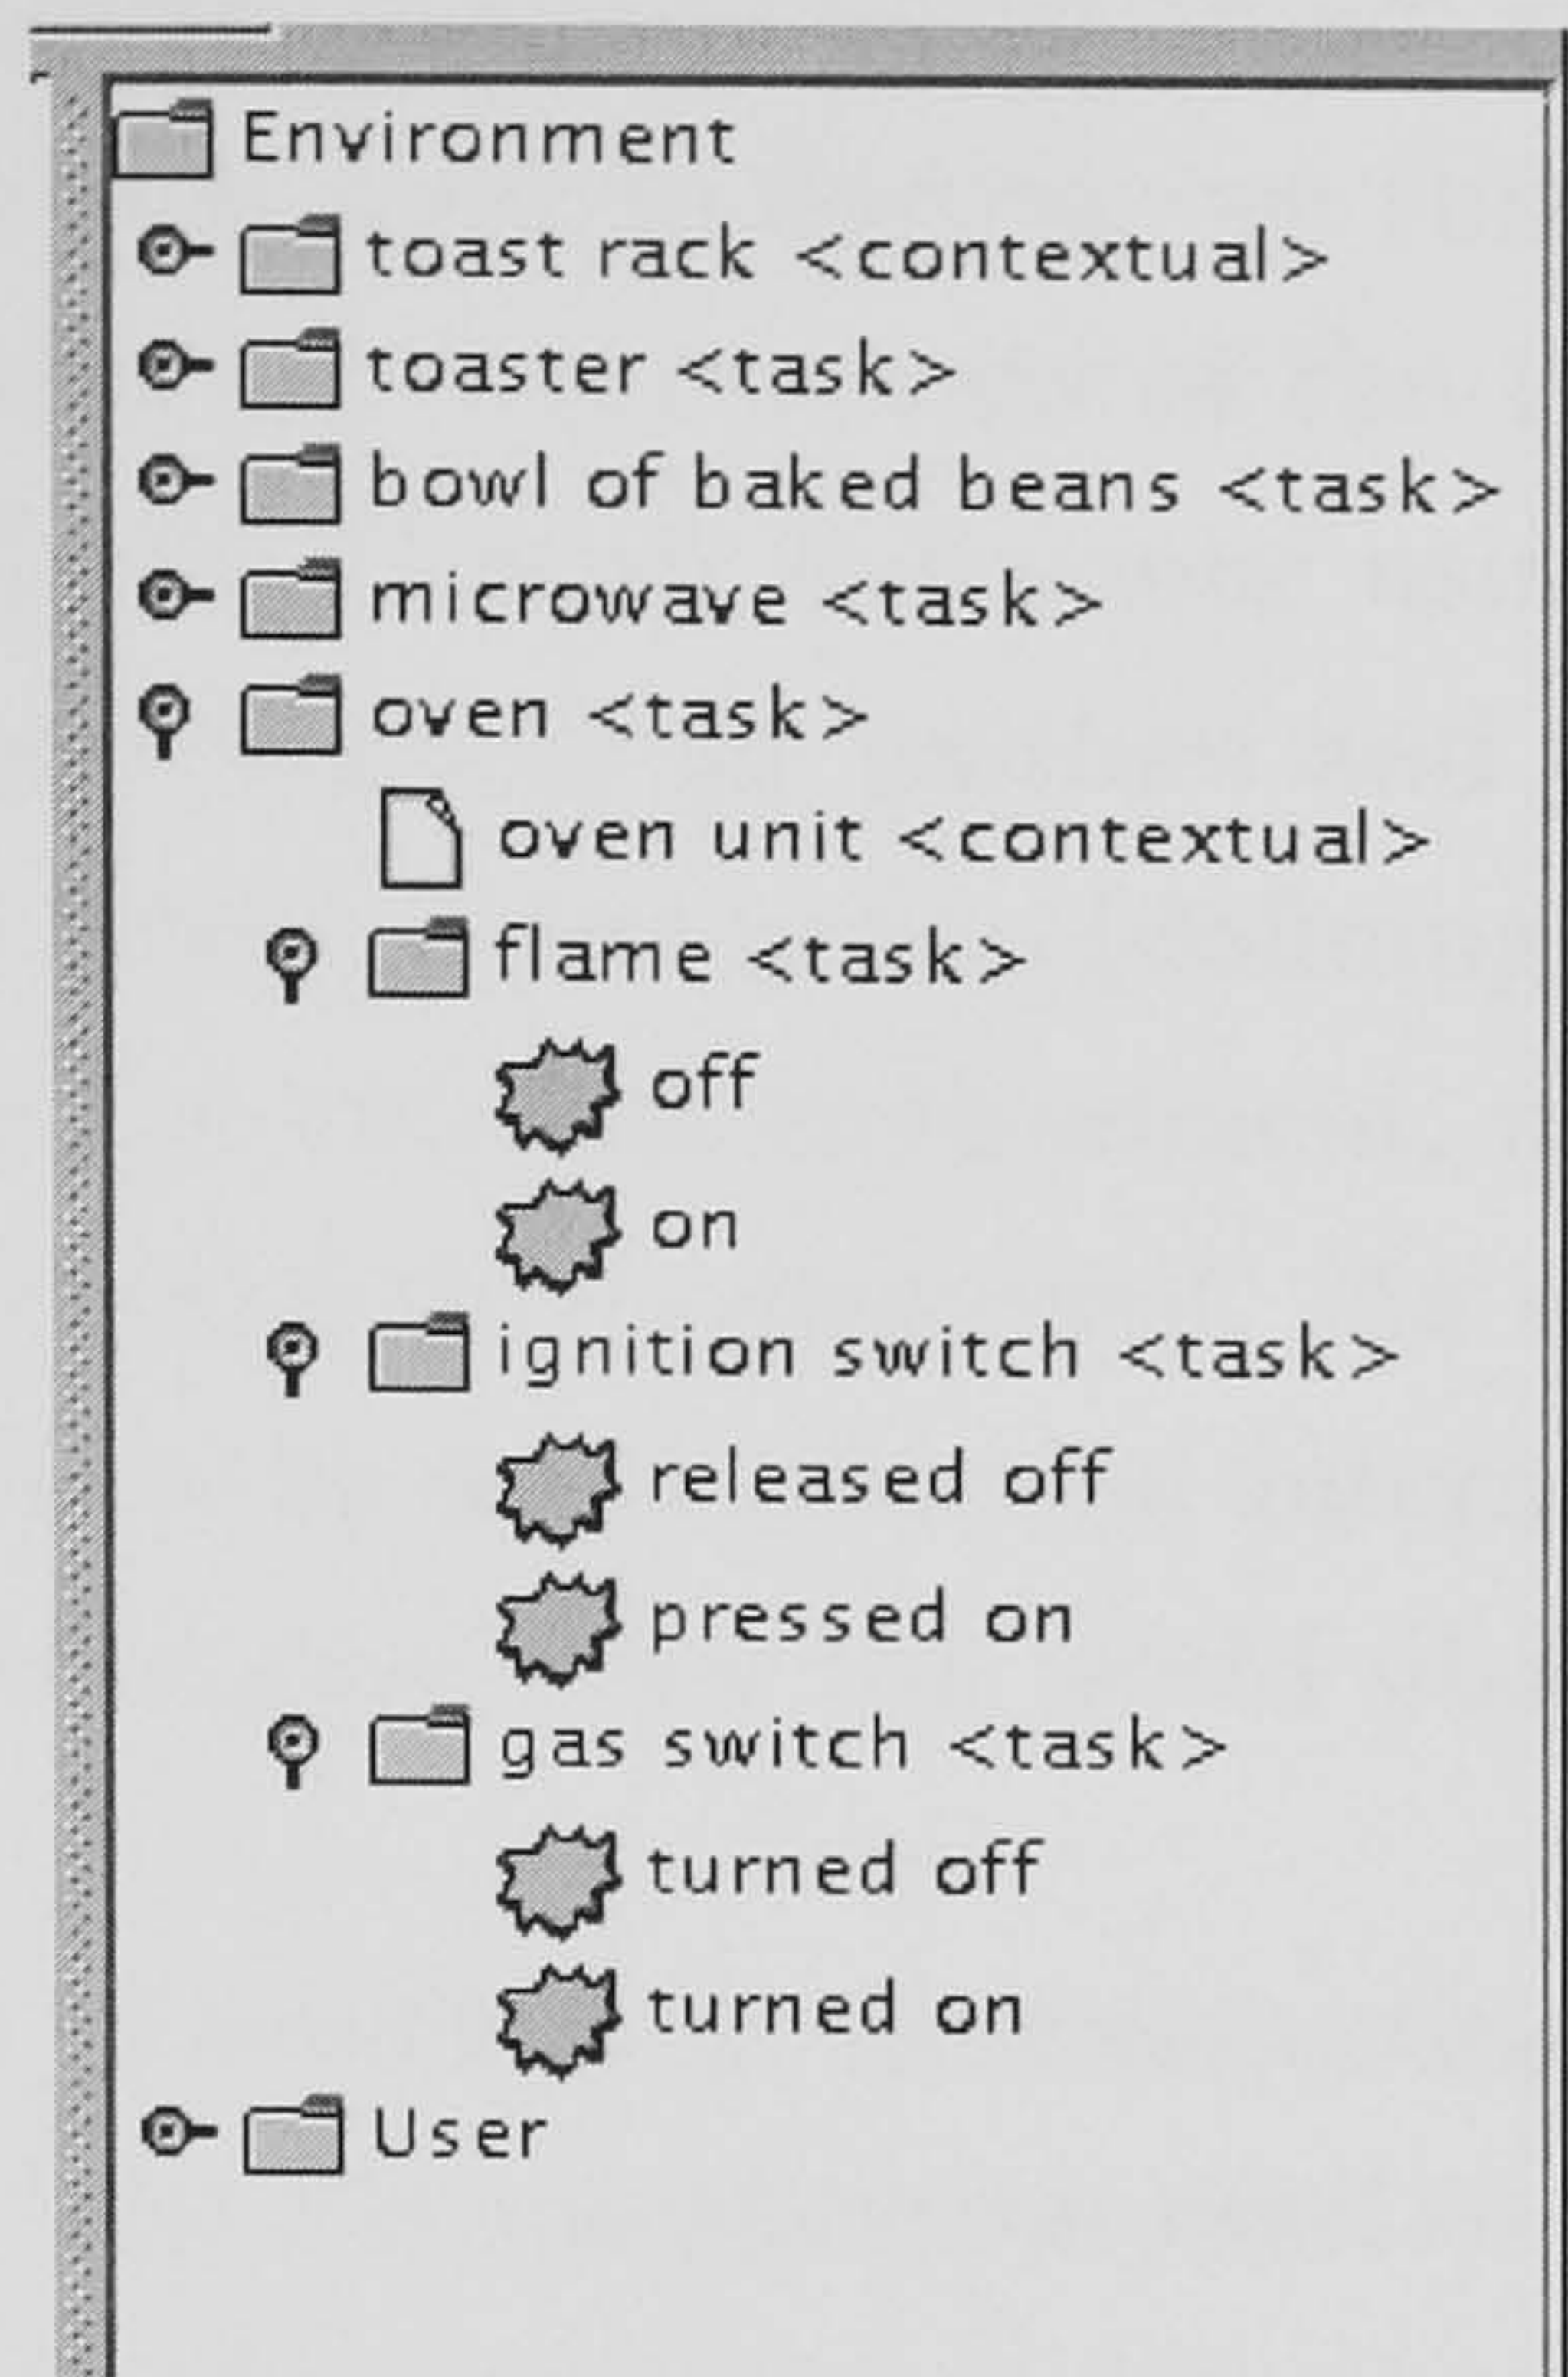 Environment
toast rack <contextual>
toaster <task>
bowl of baked beans <task>
microwave <task>
oven <task>
oven unit <contextual>
flame <task>
off
on
ignition switch <task>
released off
pressed on
gas switch <task>
turned off
turned on
User